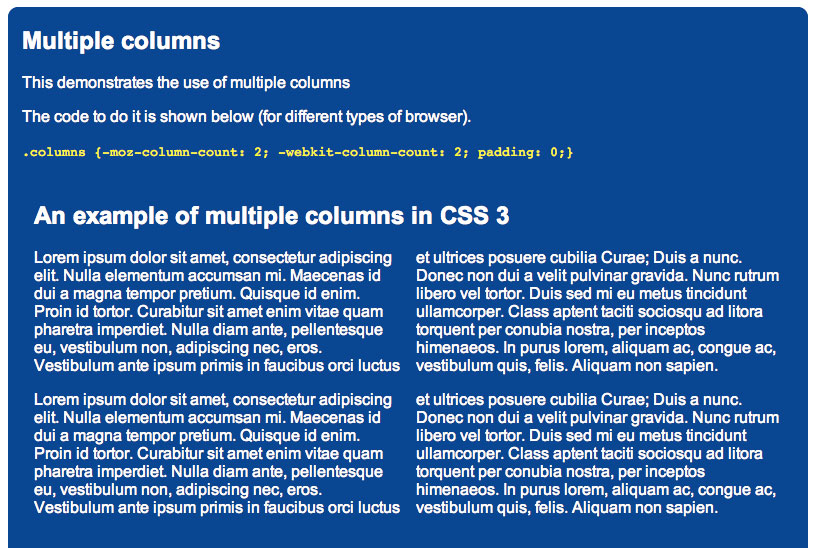 Multiple columns
This demonstrates the use of multiple columns
The code to do it is shown below (for different types of browser).
.columns {-moz-column-count: 2; -webkit-column-count: 2; padding: 0;}
An example of multiple columns in CSS 3
Lorem ipsum dolor sit amet, consectetur adipiscing
elit. Nulla elementum accumsan mi. Maecenas id
dui a magna tempor pretium. Quisque id enim.
Proin id tortor. Curabitur sit amet enim vitae quam
pharetra imperdiet. Nulla diam ante, pellentesque
eu, vestibulum non, adipiscing nec, eros.
Vestibulum ante ipsum primis in faucibus orci luctus
et ultrices posuere cubilia Curae; Duis a nunc.
Donec non dui a velit pulvinar gravida. Nunc rutrum
libero vel tortor. Duis sed mi eu metus tincidunt
ullamcorper. Class aptent taciti sociosqu ad litora
torquent per conubia nostra, per inceptos
himenaeos. In purus lorem, aliquam ac, congue ac,
vestibulum quis, felis. Aliquam non sapien.
Lorem ipsum dolor sit amet, consectetur adipiscing
elit. Nulla elementum accumsan mi. Maecenas id
dui a magna tempor pretium. Quisque id enim.
Proin id tortor. Curabitur sit amet enim vitae quam
pharetra imperdiet. Nulla diam ante, pellentesque
eu, vestibulum non, adipiscing nec, eros.
Vestibulum ante ipsum primis in faucibus orci luctus
et ultrices posuere cubilia Curae; Duis a nunc.
Donec non dui a velit pulvinar gravida. Nunc rutrum
libero vel tortor. Duis sed mi eu metus tincidunt
ullamcorper. Class aptent taciti sociosqu ad litora
torquent per conubia nostra, per inceptos
himenaeos. In purus lorem, aliquam ac, congue ac,
vestibulum quis, felis. Aliquam non sapien.